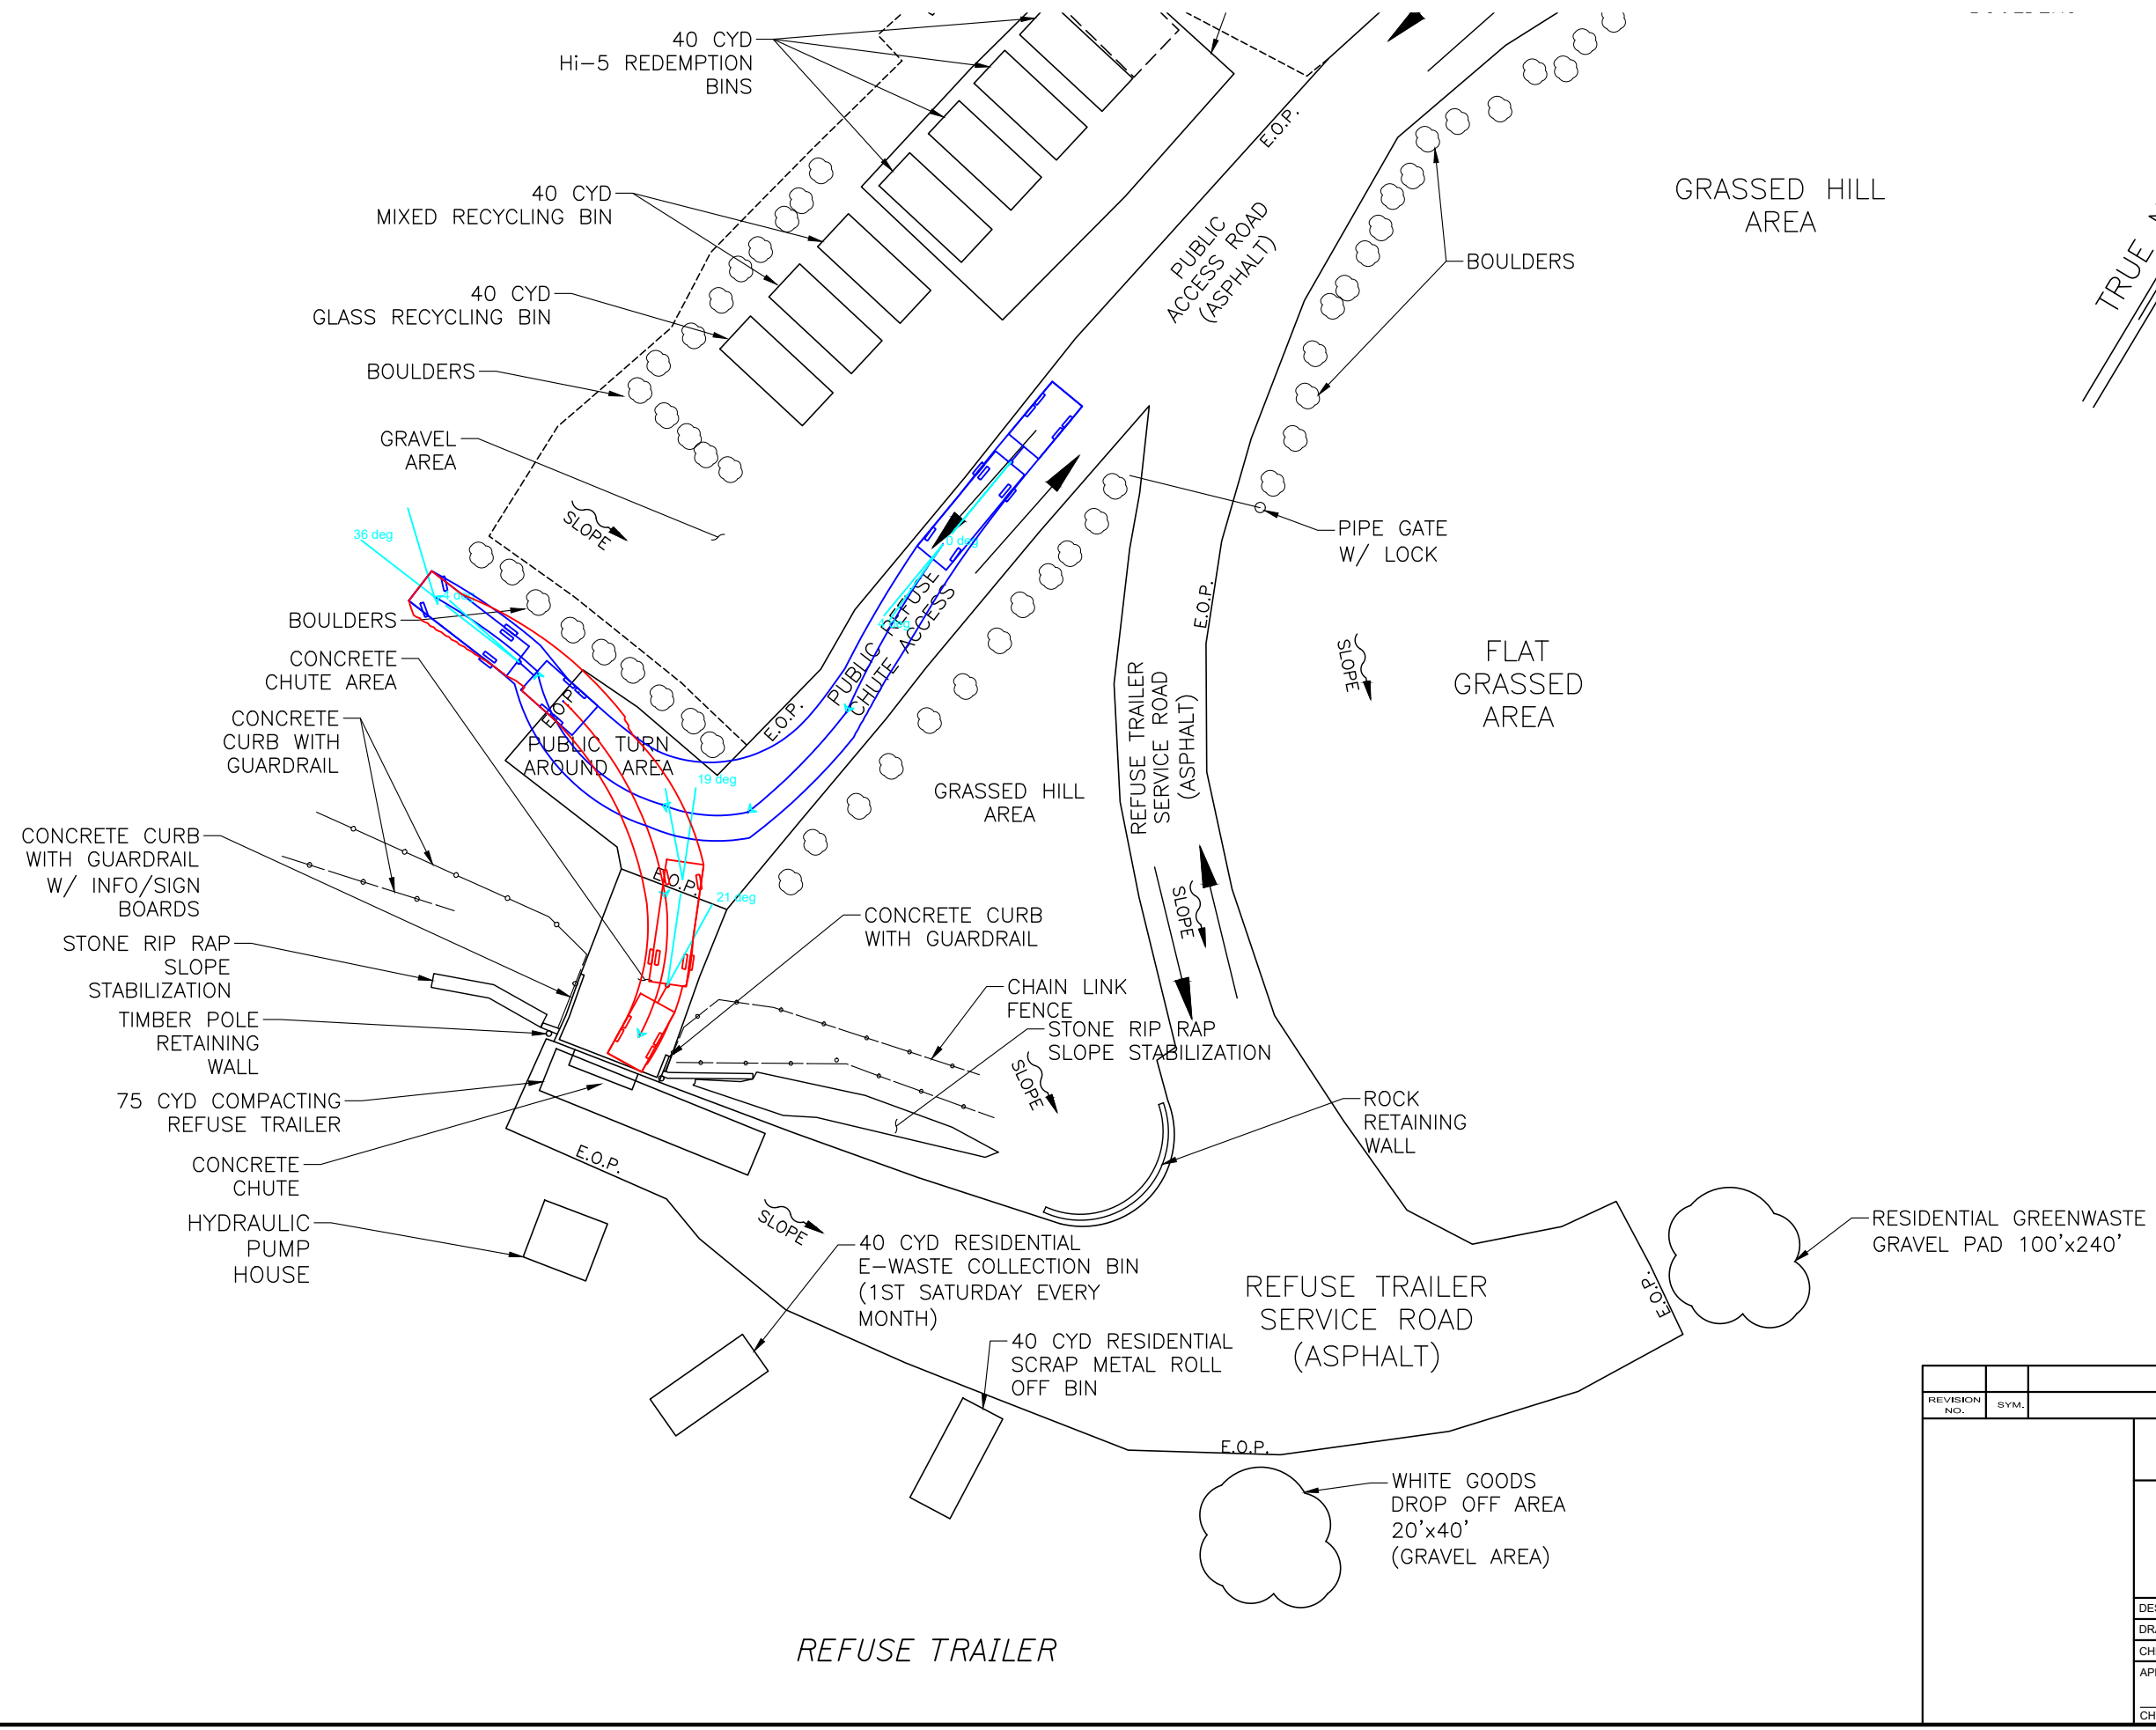 40 CYD
Hi-5 REDEMPTION
BINS
40 CYD
MIXED RECYCLING BIN
40 CYD
GLASS RECYCLING BIN
BOULDERS
GRAVEL
AREA
SLOPE
36 deg
BOULDERS
CONCRETE
CHUTE AREA
CONCRETE
CURB WITH
GUARDRAIL
CONCRETE CURB
WITH GUARDRAIL
W/ INFO/SIGN
BOARDS
STONE RIP RAP
SLOPE
STABILIZATION
TIMBER POLE
RETAINING
WALL
75 CYD COMPACTING
REFUSE TRAILER
CONCRETE
CHUTE
HYDRAULIC
PUMP
HOUSE
E.O.P.
PUBLIC TURN
AROUND AREA
E.O.P.
19 deg
E.O.P.
21 deg
0 deg
4 deg
PUBLIC REFUSE
CHUTE ACCESS
E.O.P.
PUBLIC
ACCESS ROAD
(ASPHALT)
BOULDERS
GRASSED HILL
AREA
TRUE
PIPE GATE
W/ LOCK
E.O.P.
SLOPE
FLAT
GRASSED
AREA
REFUSE TRAILER
SERVICE ROAD
(ASPHALT)
GRASSED HILL
AREA
SLOPE
CONCRETE CURB
WITH GUARDRAIL
CHAIN LINK
FENCE
STONE RIP RAP
SLOPE STABILIZATION
SLOPE
ROCK
RETAINING
WALL
E.O.P.
SLOPE
40 CYD RESIDENTIAL
E-WASTE COLLECTION BIN
(1ST SATURDAY EVERY
MONTH)
40 CYD RESIDENTIAL
SCRAP METAL ROLL
OFF BIN
REFUSE TRAILER
SERVICE ROAD
(ASPHALT)
E.O.P.
RESIDENTIAL GREENWASTE
GRAVEL PAD 100'x240'
E.O.P.
WHITE GOODS
DROP OFF AREA
20'x40'
(GRAVEL AREA)
REFUSE TRAILER
REVISION
NO.
SYM.